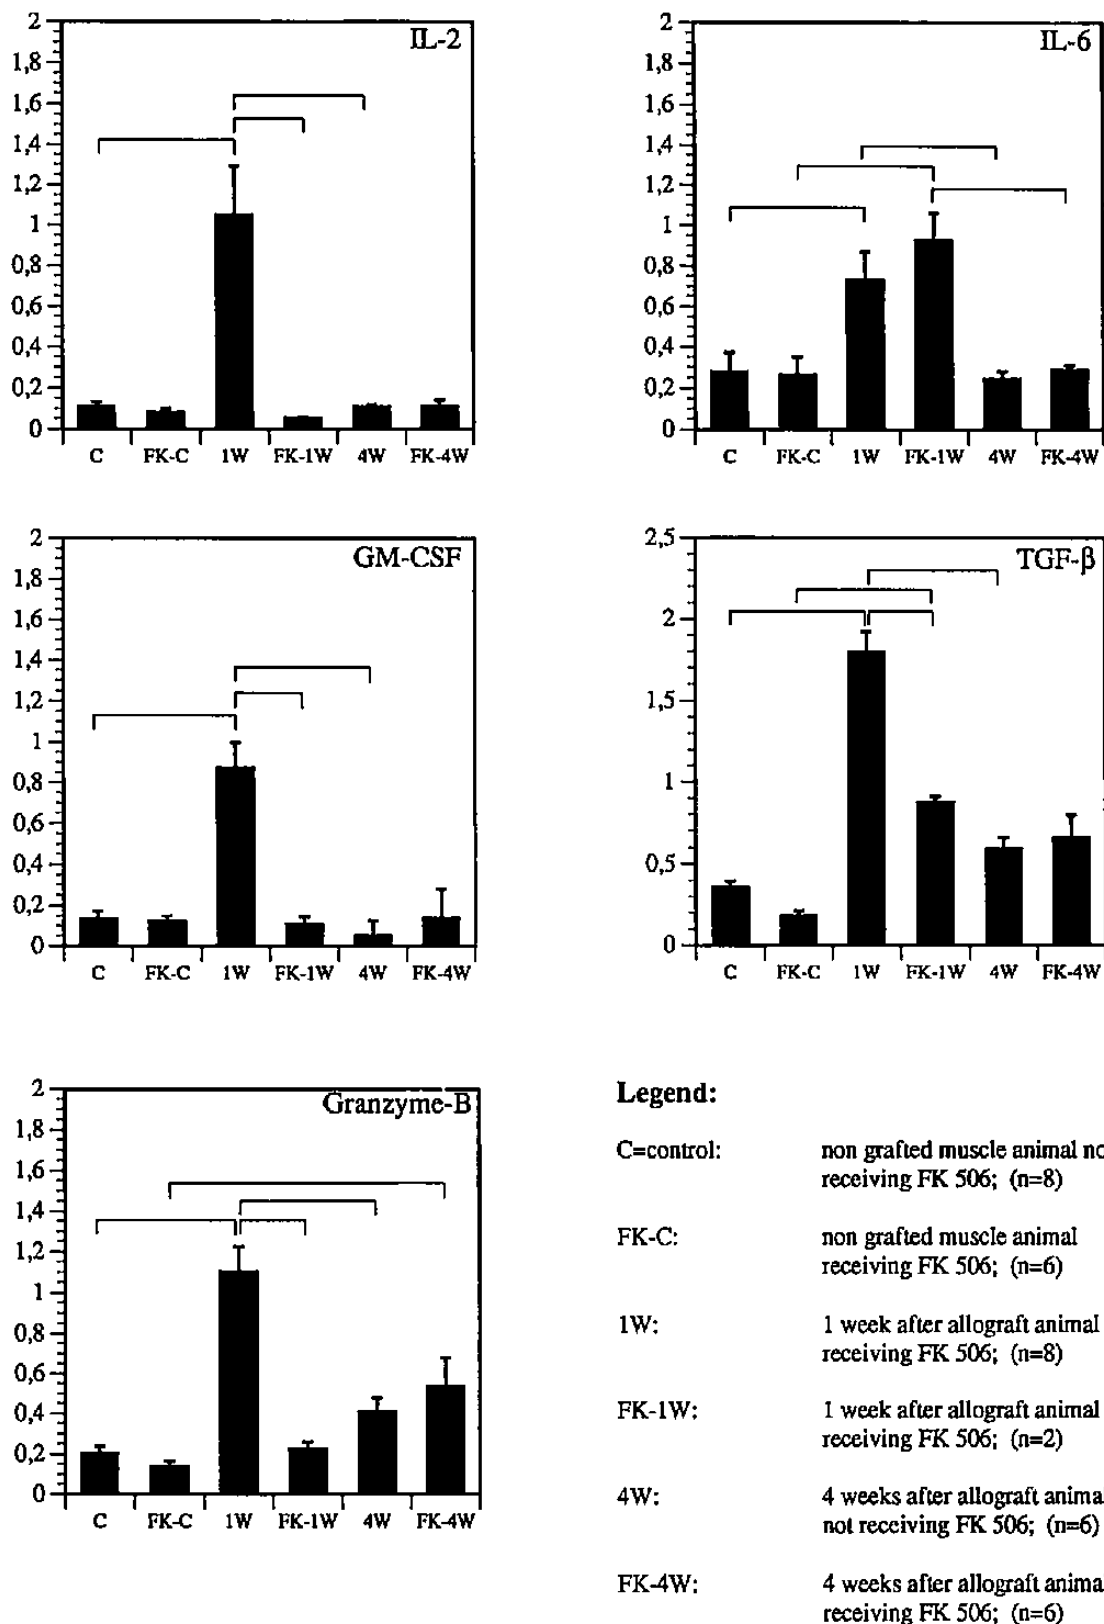 IL-2
2
1,8
1,6
1,4
1,2
1
0,8
0,6
0,4
0,2
0
C FK-C 1W FK-1W 4W FK-4W
IL-6
2
1,8
1,6
1,4
1,2
1
0,8
0,6
0,4
0,2
0
C FK-C 1W FK-1W 4W FK-4W
GM-CSF
2
1,8
1,6
1,4
1,2
1
0,8
0,6
0,4
0,2
0
C FK-C 1W FK-1W 4W FK-4W
TGF-β
2,5
2
1,5
1
0,5
0
C FK-C 1W FK-1W 4W FK-4W
Granzyme-B
2
1,8
1,6
1,4
1,2
1
0,8
0,6
0,4
0,2
0
C FK-C 1W FK-1W 4W FK-4W
Legend:
C=control: non grafted muscle animal no
receiving FK 506; (n=8)
FK-C: non grafted muscle animal
receiving FK 506; (n=6)
1W: 1 week after allograft animal
receiving FK 506; (n=8)
FK-1W: 1 week after allograft animal
receiving FK 506; (n=2)
4W: 4 weeks after allograft anima
not receiving FK 506; (n=6)
FK-4W: 4 weeks after allograft anima
receiving FK 506; (n=6)